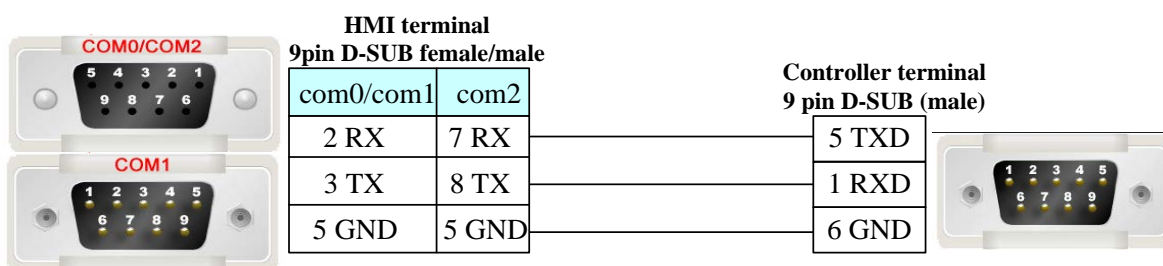 HMI terminal
9pin D-SUB female/male
COM0/COM2
5 4 3 2 1
9 8 7 6
COM1
1 2 3 4 5
6 7 8 9
com0/com1 com2
2 RX 7 RX
3 TX 8 TX
5 GND 5 GND
Controller terminal
9 pin D-SUB (male)
5 TXD
1 RXD
6 GND
1 2 3 4 5
6 7 8 9